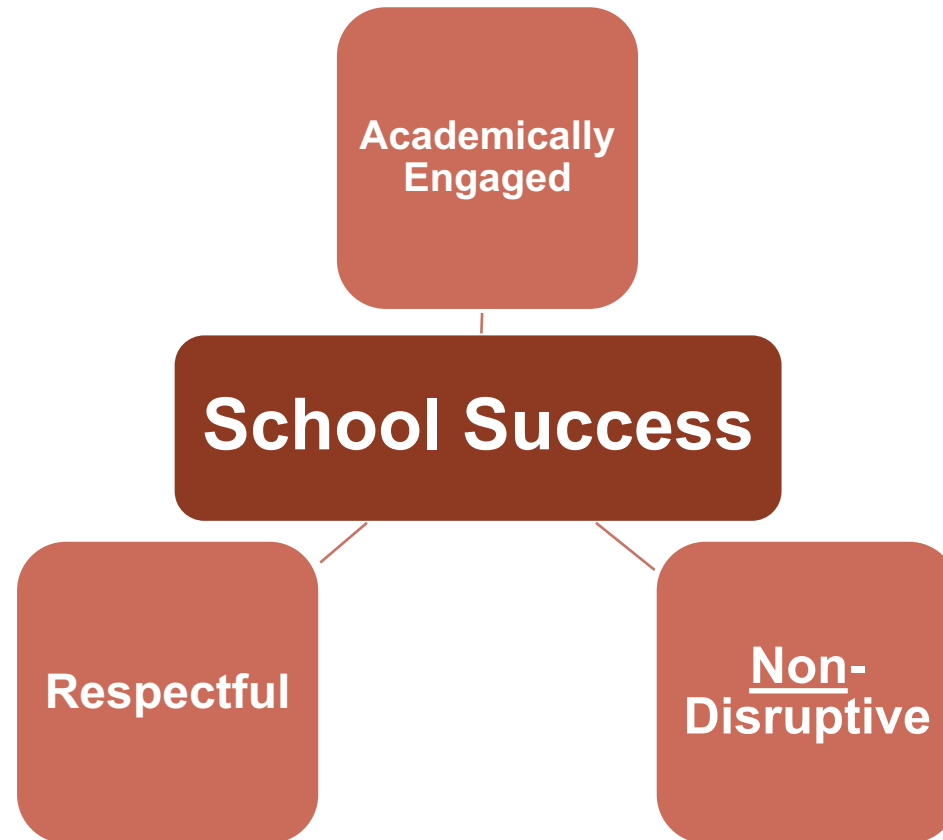 Academically
Engaged
School Success
Respectful
Non-
Disruptive